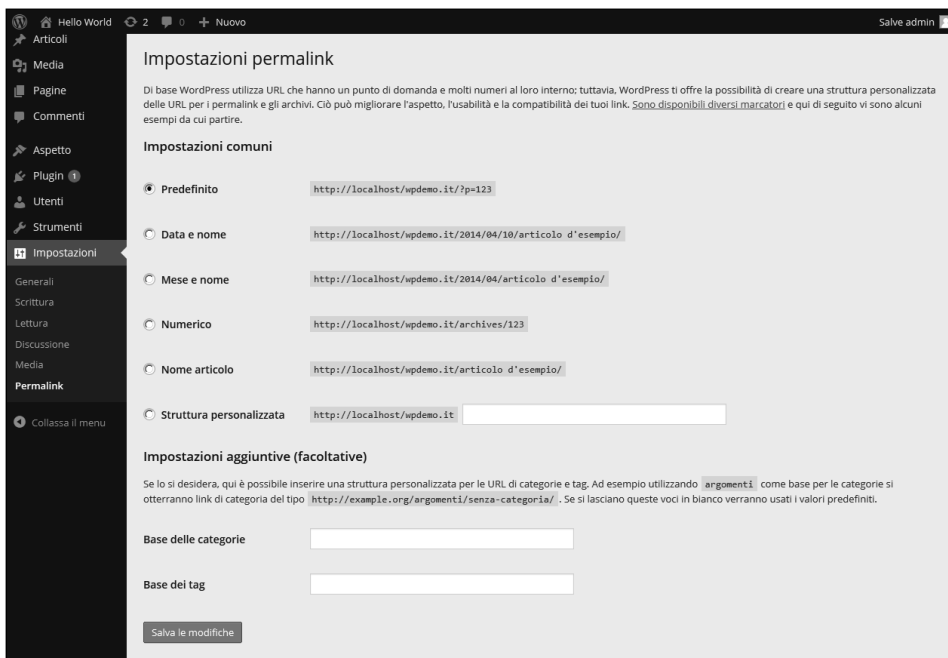 Hello World 2 0 + Nuovo Salve admin
Articoli
Media
Pagine
Commenti
Aspetto
Plugin 1
Utenti
Strumenti
Impostazioni
Generali
Scrittura
Lettura
Discussione
Media
Permalink
Collassa il menu
Impostazioni permalink
Di base WordPress utilizza URL che hanno un punto di domanda e molti numeri al loro interno; tuttavia, WordPress ti offre la possibilità di creare una struttura personalizzata
delle URL per i permalink e gli archivi. Ciò può migliorare l'aspetto, l'usabilità e la compatibilità dei tuoi link. Sono disponibili diversi marcatori e qui di seguito vi sono alcuni
esempi da cui partire.
Impostazioni comuni
Predefinito http://localhost/wpdemo.it/?p=123
Data e nome http://localhost/wpdemo.it/2014/04/10/articolo d'esempio/
Mese e nome http://localhost/wpdemo.it/2014/04/articolo d'esempio/
Numerico http://localhost/wpdemo.it/archives/123
Nome articolo http://localhost/wpdemo.it/articolo d'esempio/
Struttura personalizzata http://localhost/wpdemo.it
Impostazioni aggiuntive (facoltative)
Se lo si desidera, qui è possibile inserire una struttura personalizzata per le URL di categorie e tag. Ad esempio utilizzando argomenti come base per le categorie si
otterranno link di categoria del tipo http://example.org/argomenti/senza-categoria/ . Se si lasciano queste voci in bianco verranno usati i valori predefiniti.
Base delle categorie
Base dei tag
Salva le modifiche